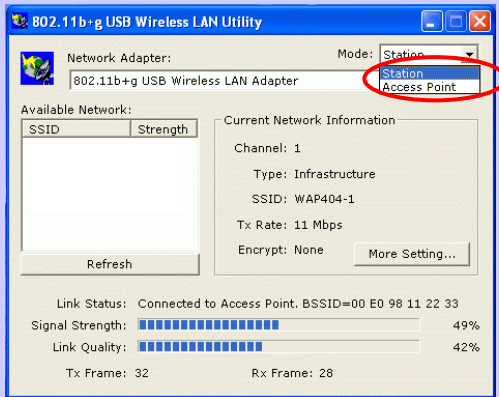 802.11b+g USB Wireless LAN Utility
Network Adapter:
Mode: Station
802.11b+g USB Wireless LAN Adapter
Station
Access Point
Available Network:
SSID Strength
Refresh
Current Network Information
Channel: 1
Type: Infrastructure
SSID: WAP404-1
Tx Rate: 11 Mbps
Encrypt: None
More Setting...
Link Status: Connected to Access Point. BSSID=00 E0 98 11 22 33
Signal Strength: 49%
Link Quality: 42%
Tx Frame: 32 Rx Frame: 28